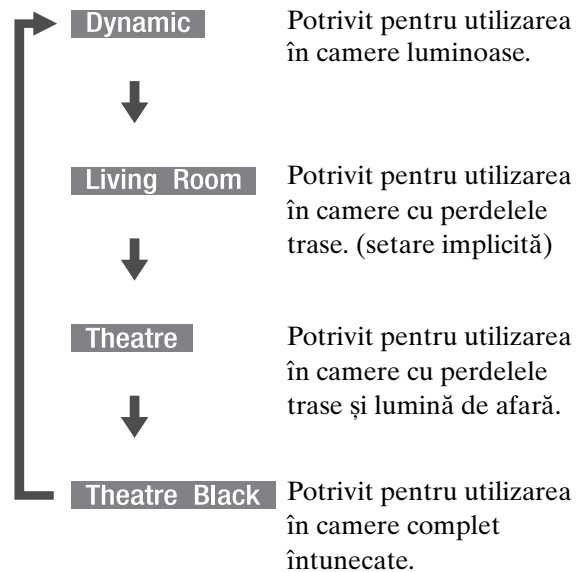 Dynamic
Potrivit pentru utilizarea
în camere luminoase.
Living Room
Potrivit pentru utilizarea
în camere cu perdelele
trase. (setare implicită)
Theatre
Potrivit pentru utilizarea
în camere cu perdelele
trase și lumină de afară.
Theatre Black
Potrivit pentru utilizarea
în camere complet
întunecate.